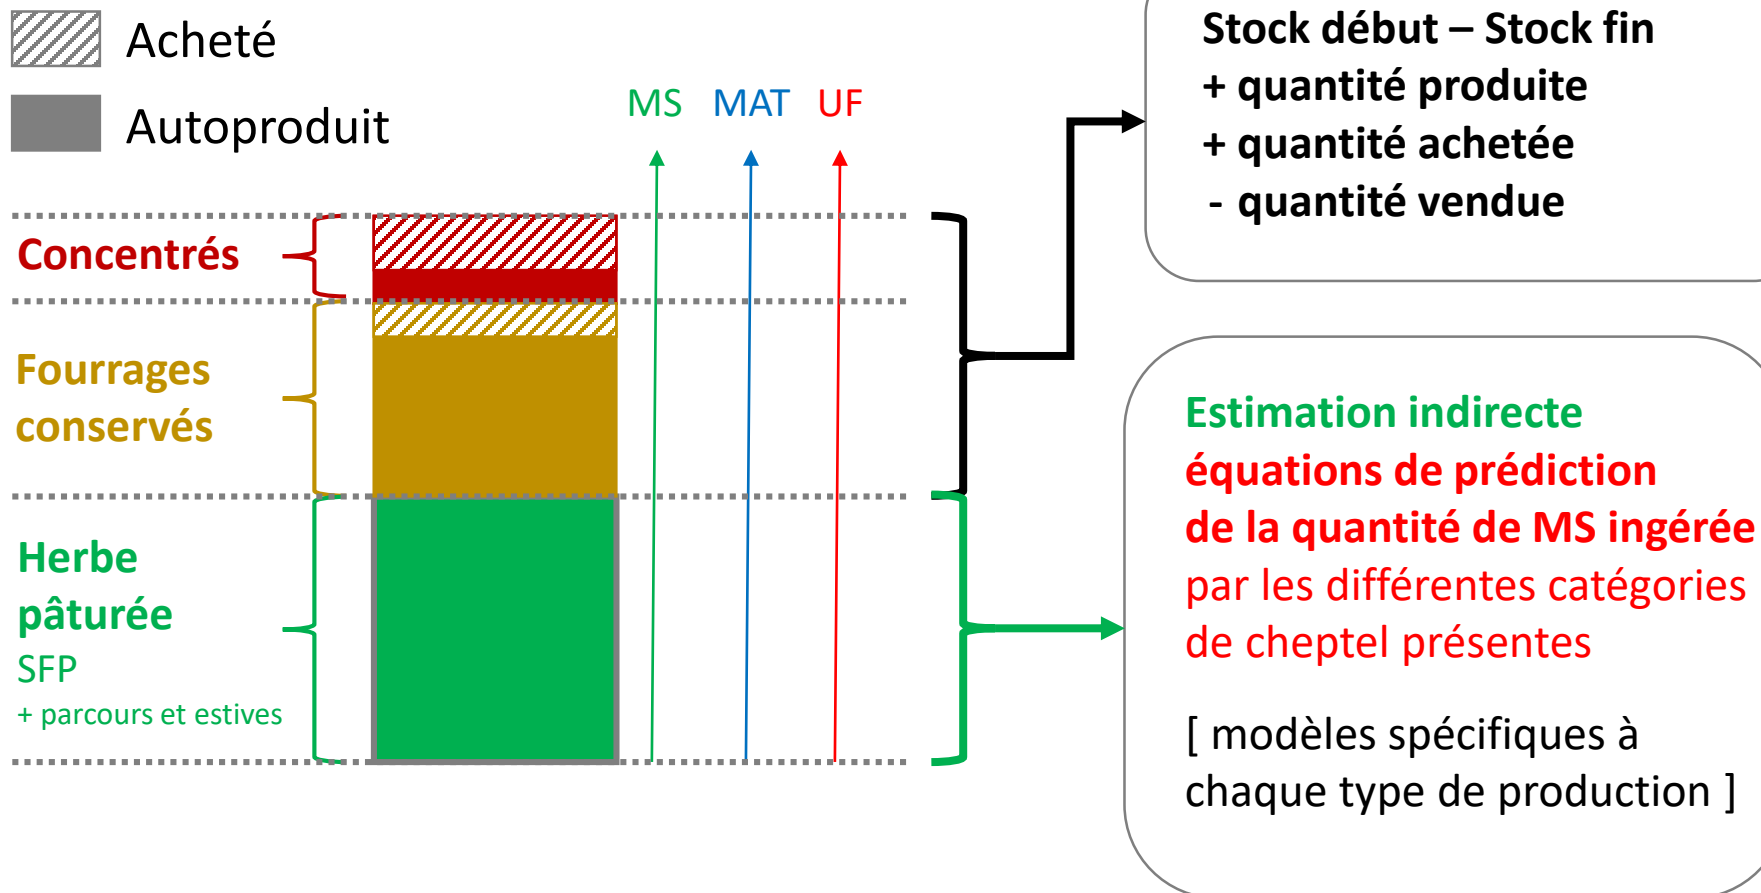 Acheté
Autoproduit
MS MAT UF
Concentrés
Fourrages
conservés
Herbe
pâturée
SFP
+ parcours et estives
Stock début – Stock fin
+ quantité produite
+ quantité achetée
- quantité vendue
Estimation indirecte
équations de prédiction
de la quantité de MS ingérée
par les différentes catégories
de cheptel présentes
[ modèles spécifiques à
chaque type de production ]